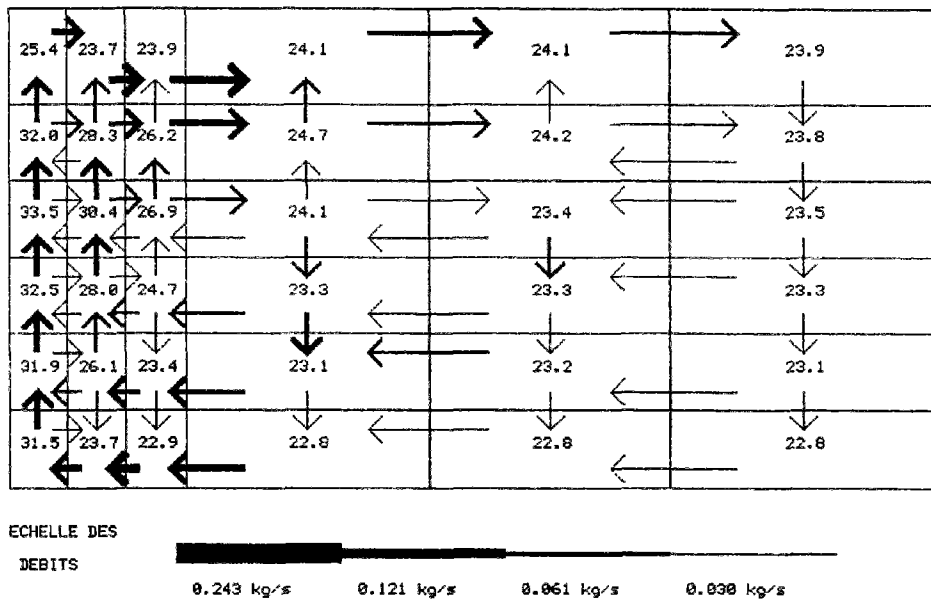 25.4 23.7 23.9 24.1 24.1 23.9
32.0 28.3 26.2 24.7 24.2 23.8
33.5 30.4 26.9 24.1 23.4 23.5
32.5 28.0 24.7 23.3 23.3 23.3
31.9 26.1 23.4 23.1 23.2 23.1
31.5 23.7 22.9 22.8 22.8 22.8
ECHELLE DES
DEBITS
0.243 kg/s 0.121 kg/s 0.061 kg/s 0.030 kg/s